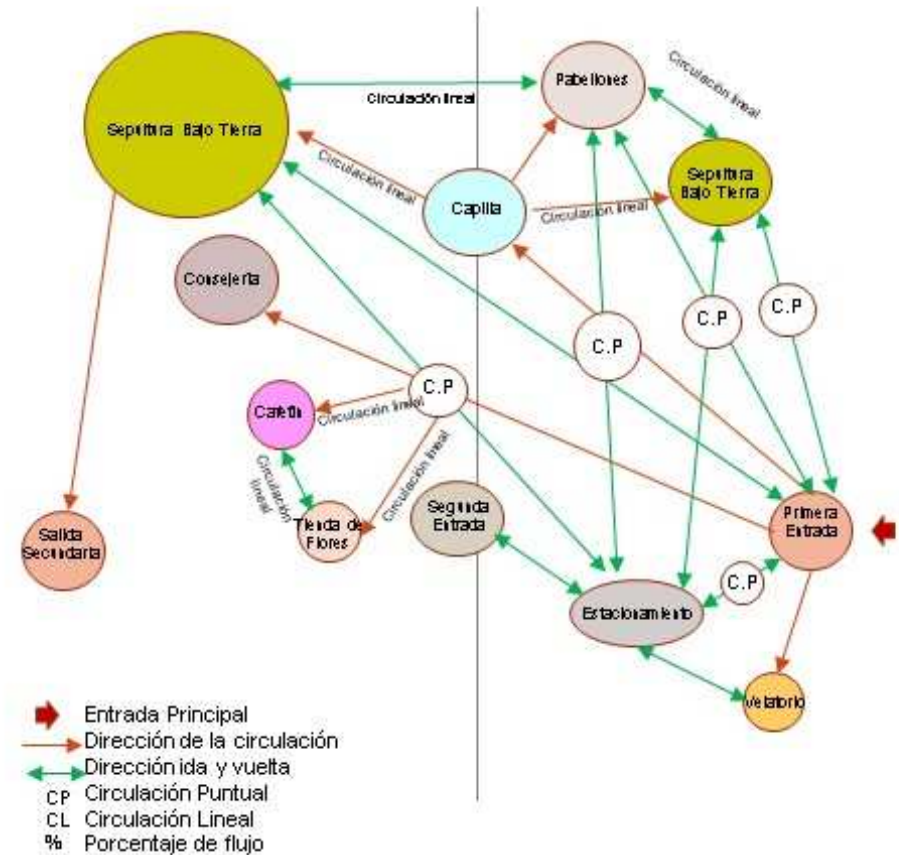 Pabellones
Circulación lineal
Circulación lineal
Sepultura Bajo Tierra
Circulación lineal
Sepultura
Bajo Tierra
Capilla
Circulación lineal
Consejería
C.P
C.P
C.P
C.P
Cafetín
Circulación lineal
Circulación
lineal
Circulación lineal
Segunda
Entrada
Primera
Entrada
Tienda de
Flores
Salida
Secundaria
C.P
Estacionamiento
Velatorio
Entrada Principal
Dirección de la circulación
Dirección ida y vuelta
CP Circulación Puntual
CL Circulación Lineal
% Porcentaje de flujo